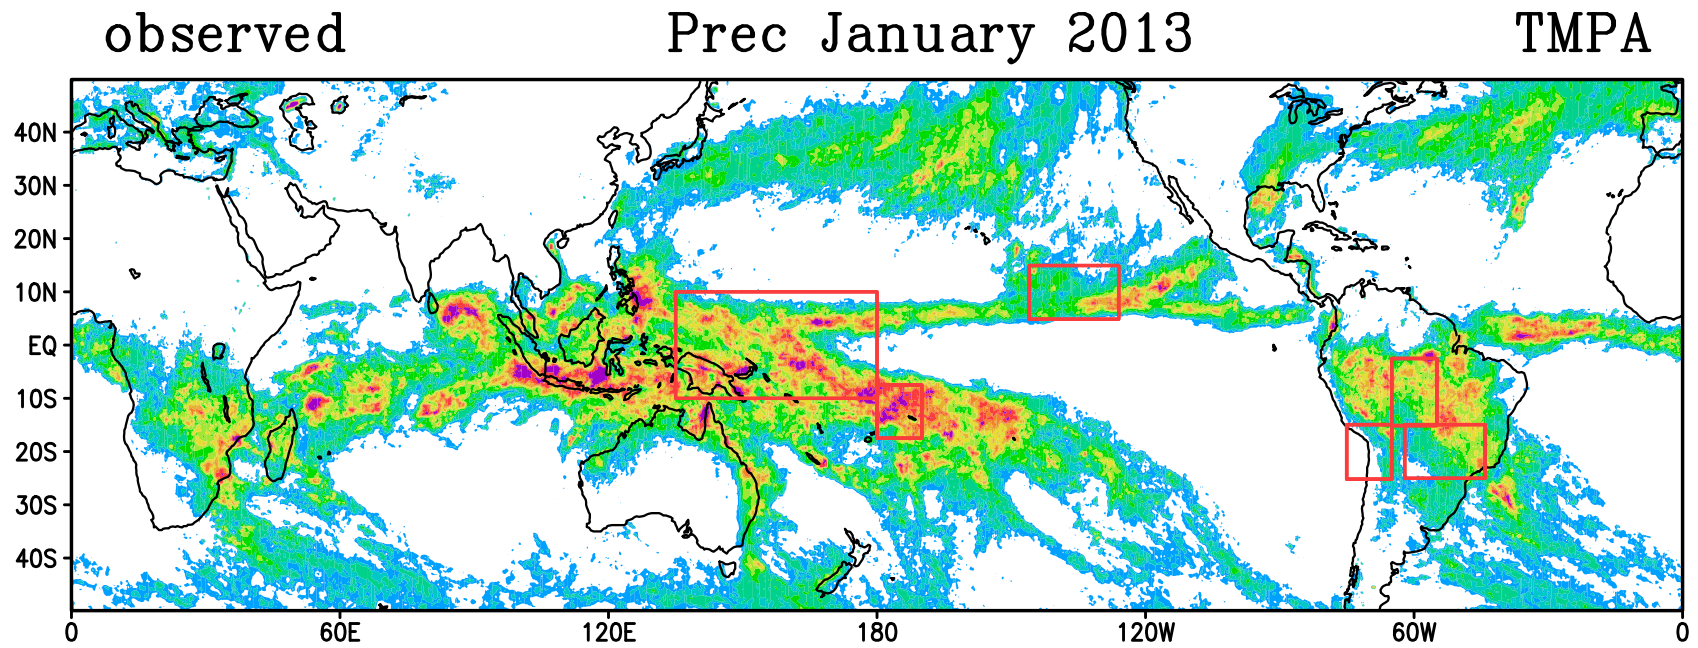 observed Prec January 2013 TMPA
40N
30N
20N
10N
EQ
10S
20S
30S
40S
0 60E 120E 180 120W 60W 0